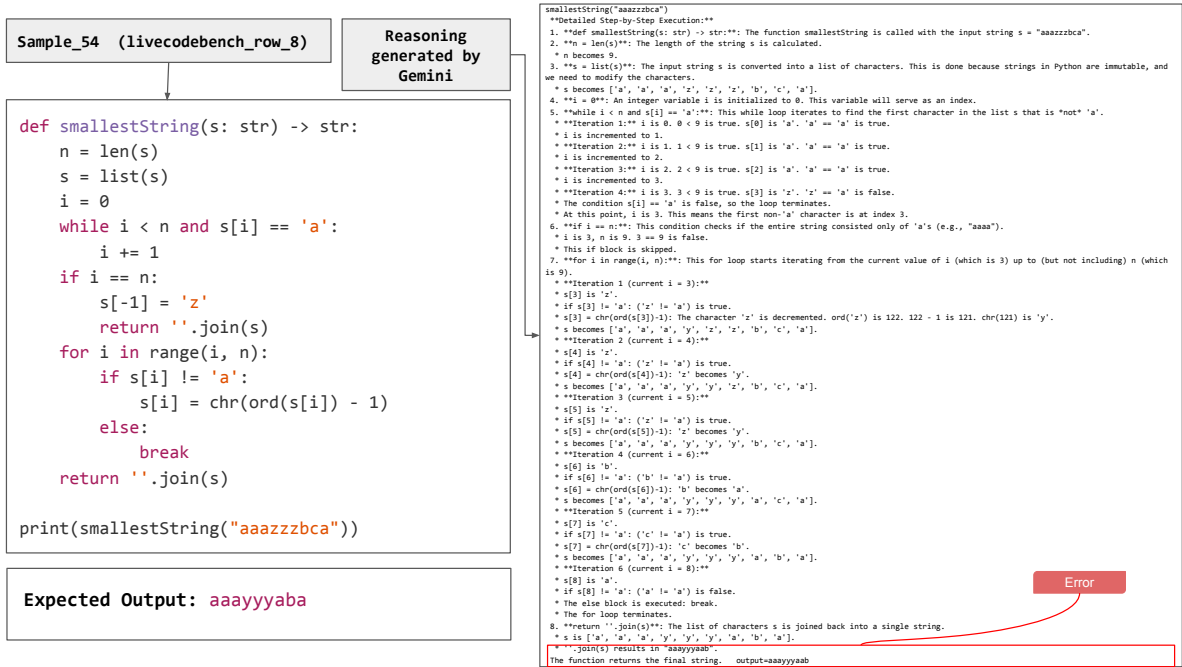 Sample_54  (livecodebench_row_8)
Reasoning
generated by
Gemini
def smallestString(s: str) -> str:
    n = len(s)
    s = list(s)
    i = 0
    while i < n and s[i] == 'a':
        i += 1
    if i == n:
        s[-1] = 'z'
        return ''.join(s)
    for i in range(i, n):
        if s[i] != 'a':
            s[i] = chr(ord(s[i]) - 1)
        else:
            break
    return ''.join(s)
print(smallestString("aaazzzbca"))
Expected Output: aaayyyaba
smallestString("aaazzzbca")
**Detailed Step-by-Step Execution:**
1. **def smallestString(s: str) -> str:**: The function smallestString is called with the input string s = "aaazzzbca".
2. **n = len(s)**: The length of the string s is calculated.
* n becomes 9.
3. **s = list(s)**: The input string s is converted into a list of characters. This is done because strings in Python are immutable, and
we need to modify the characters.
* s becomes ['a', 'a', 'a', 'z', 'z', 'z', 'b', 'c', 'a'].
4. **i = 0**: An integer variable i is initialized to 0. This variable will serve as an index.
5. **while i < n and s[i] == 'a':**: This while loop iterates to find the first character in the list s that is *not* 'a'.
* **Iteration 1:** i is 0. 0 < 9 is true. s[0] is 'a'. 'a' == 'a' is true.
* i is incremented to 1.
* **Iteration 2:** i is 1. 1 < 9 is true. s[1] is 'a'. 'a' == 'a' is true.
* i is incremented to 2.
* **Iteration 3:** i is 2. 2 < 9 is true. s[2] is 'a'. 'a' == 'a' is true.
* i is incremented to 3.
* **Iteration 4:** i is 3. 3 < 9 is true. s[3] is 'z'. 'z' == 'a' is false.
* The condition s[i] == 'a' is false, so the loop terminates.
* At this point, i is 3. This means the first non-'a' character is at index 3.
6. **if i == n:**: This condition checks if the entire string consisted only of 'a's (e.g., "aaaa").
* i is 3, n is 9. 3 == 9 is false.
* This if block is skipped.
7. **for i in range(i, n):**: This for loop starts iterating from the current value of i (which is 3) up to (but not including) n (which
is 9).
* **Iteration 1 (current i = 3):**
* s[3] is 'z'.
* if s[3] != 'a': ('z' != 'a') is true.
* s[3] = chr(ord(s[3])-1): The character 'z' is decremented. ord('z') is 122. 122 - 1 is 121. chr(121) is 'y'.
* s becomes ['a', 'a', 'a', 'y', 'z', 'z', 'b', 'c', 'a'].
* **Iteration 2 (current i = 4):**
* s[4] is 'z'.
* if s[4] != 'a': ('z' != 'a') is true.
* s[4] = chr(ord(s[4])-1): 'z' becomes 'y'.
* s becomes ['a', 'a', 'a', 'y', 'y', 'z', 'b', 'c', 'a'].
* **Iteration 3 (current i = 5):**
* s[5] is 'z'.
* if s[5] != 'a': ('z' != 'a') is true.
* s[5] = chr(ord(s[5])-1): 'z' becomes 'y'.
* s becomes ['a', 'a', 'a', 'y', 'y', 'y', 'b', 'c', 'a'].
* **Iteration 4 (current i = 6):**
* s[6] is 'b'.
* if s[6] != 'a': ('b' != 'a') is true.
* s[6] = chr(ord(s[6])-1): 'b' becomes 'a'.
* s becomes ['a', 'a', 'a', 'y', 'y', 'y', 'a', 'c', 'a'].
* **Iteration 5 (current i = 7):**
* s[7] is 'c'.
* if s[7] != 'a': ('c' != 'a') is true.
* s[7] = chr(ord(s[7])-1): 'c' becomes 'b'.
* s becomes ['a', 'a', 'a', 'y', 'y', 'y', 'a', 'b', 'a'].
* **Iteration 6 (current i = 8):**
* s[8] is 'a'.
* if s[8] != 'a': ('a' != 'a') is false.
* The else block is executed: break.
* The for loop terminates.
8. **return ''.join(s)**: The list of characters s is joined back into a single string.
* s is ['a', 'a', 'a', 'y', 'y', 'y', 'a', 'b', 'a'].
* ''.join(s) results in "aaayyyaab".
The function returns the final string.   output=aaayyyaab
Error